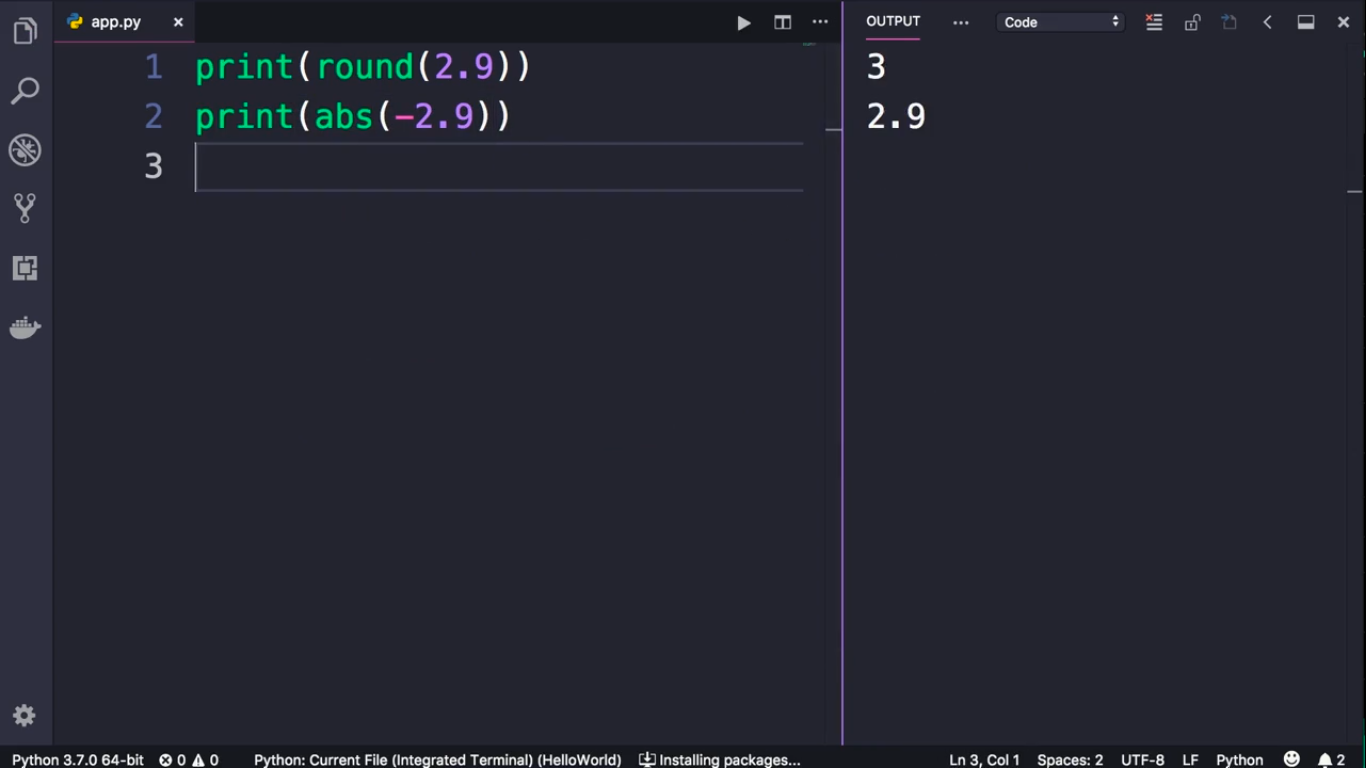 app.py
OUTPUT
Code
1 print(round(2.9))
2 print(abs(-2.9))
3
3
2.9
Python 3.7.0 64-bit 0 0 Python: Current File (Integrated Terminal) (HelloWorld) Installing packages... Ln 3, Col 1 Spaces: 2 UTF-8 LF Python 2